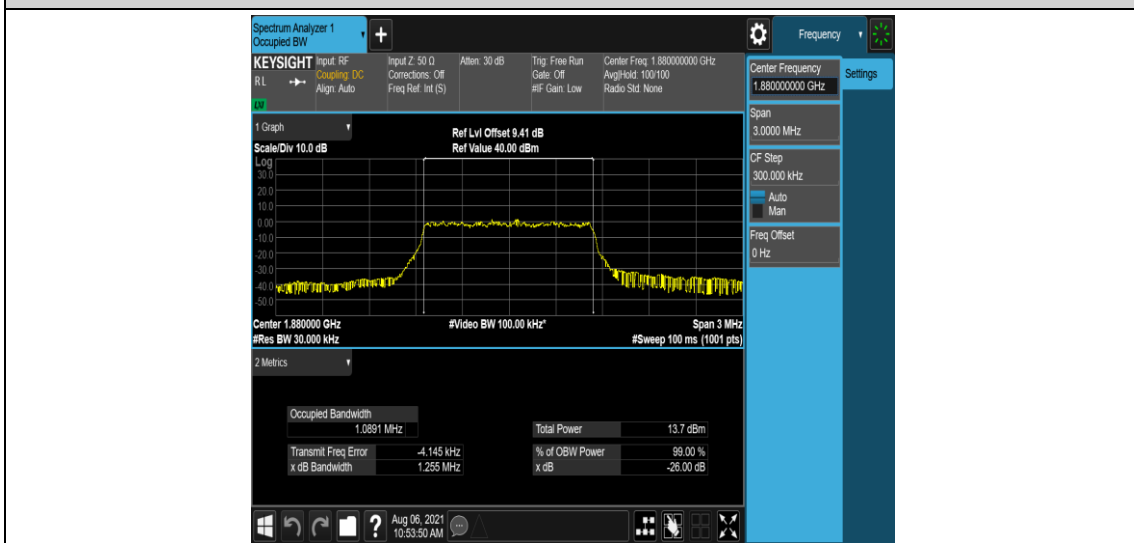 Spectrum Analyzer 1
Occupied BW
+
Frequency
KEYSIGHT
RL
LXI
Input: RF
Coupling: DC
Align: Auto
Input Z: 50 Ω
Corrections: Off
Freq Ref: Int (S)
Atten: 30 dB
Trig: Free Run
Gate: Off
#IF Gain: Low
Center Freq: 1.880000000 GHz
Avg|Hold: 100/100
Radio Std: None
Center Frequency
1.880000000 GHz
Settings
Span
3.0000 MHz
CF Step
300.000 kHz
Auto
Man
Freq Offset
0 Hz
1 Graph
Ref Lvl Offset 9.41 dB
Scale/Div 10.0 dB
Ref Value 40.00 dBm
Log
30.0
20.0
10.0
0.00
-10.0
-20.0
-30.0
-40.0
-50.0
Center 1.880000 GHz
#Video BW 100.00 kHz*
Span 3 MHz
#Res BW 30.000 kHz
#Sweep 100 ms (1001 pts)
2 Metrics
Occupied Bandwidth
1.0891 MHz
Total Power 13.7 dBm
Transmit Freq Error -4.145 kHz
% of OBW Power 99.00 %
x dB Bandwidth 1.255 MHz
x dB -26.00 dB
?
Aug 06, 2021
10:53:50 AM